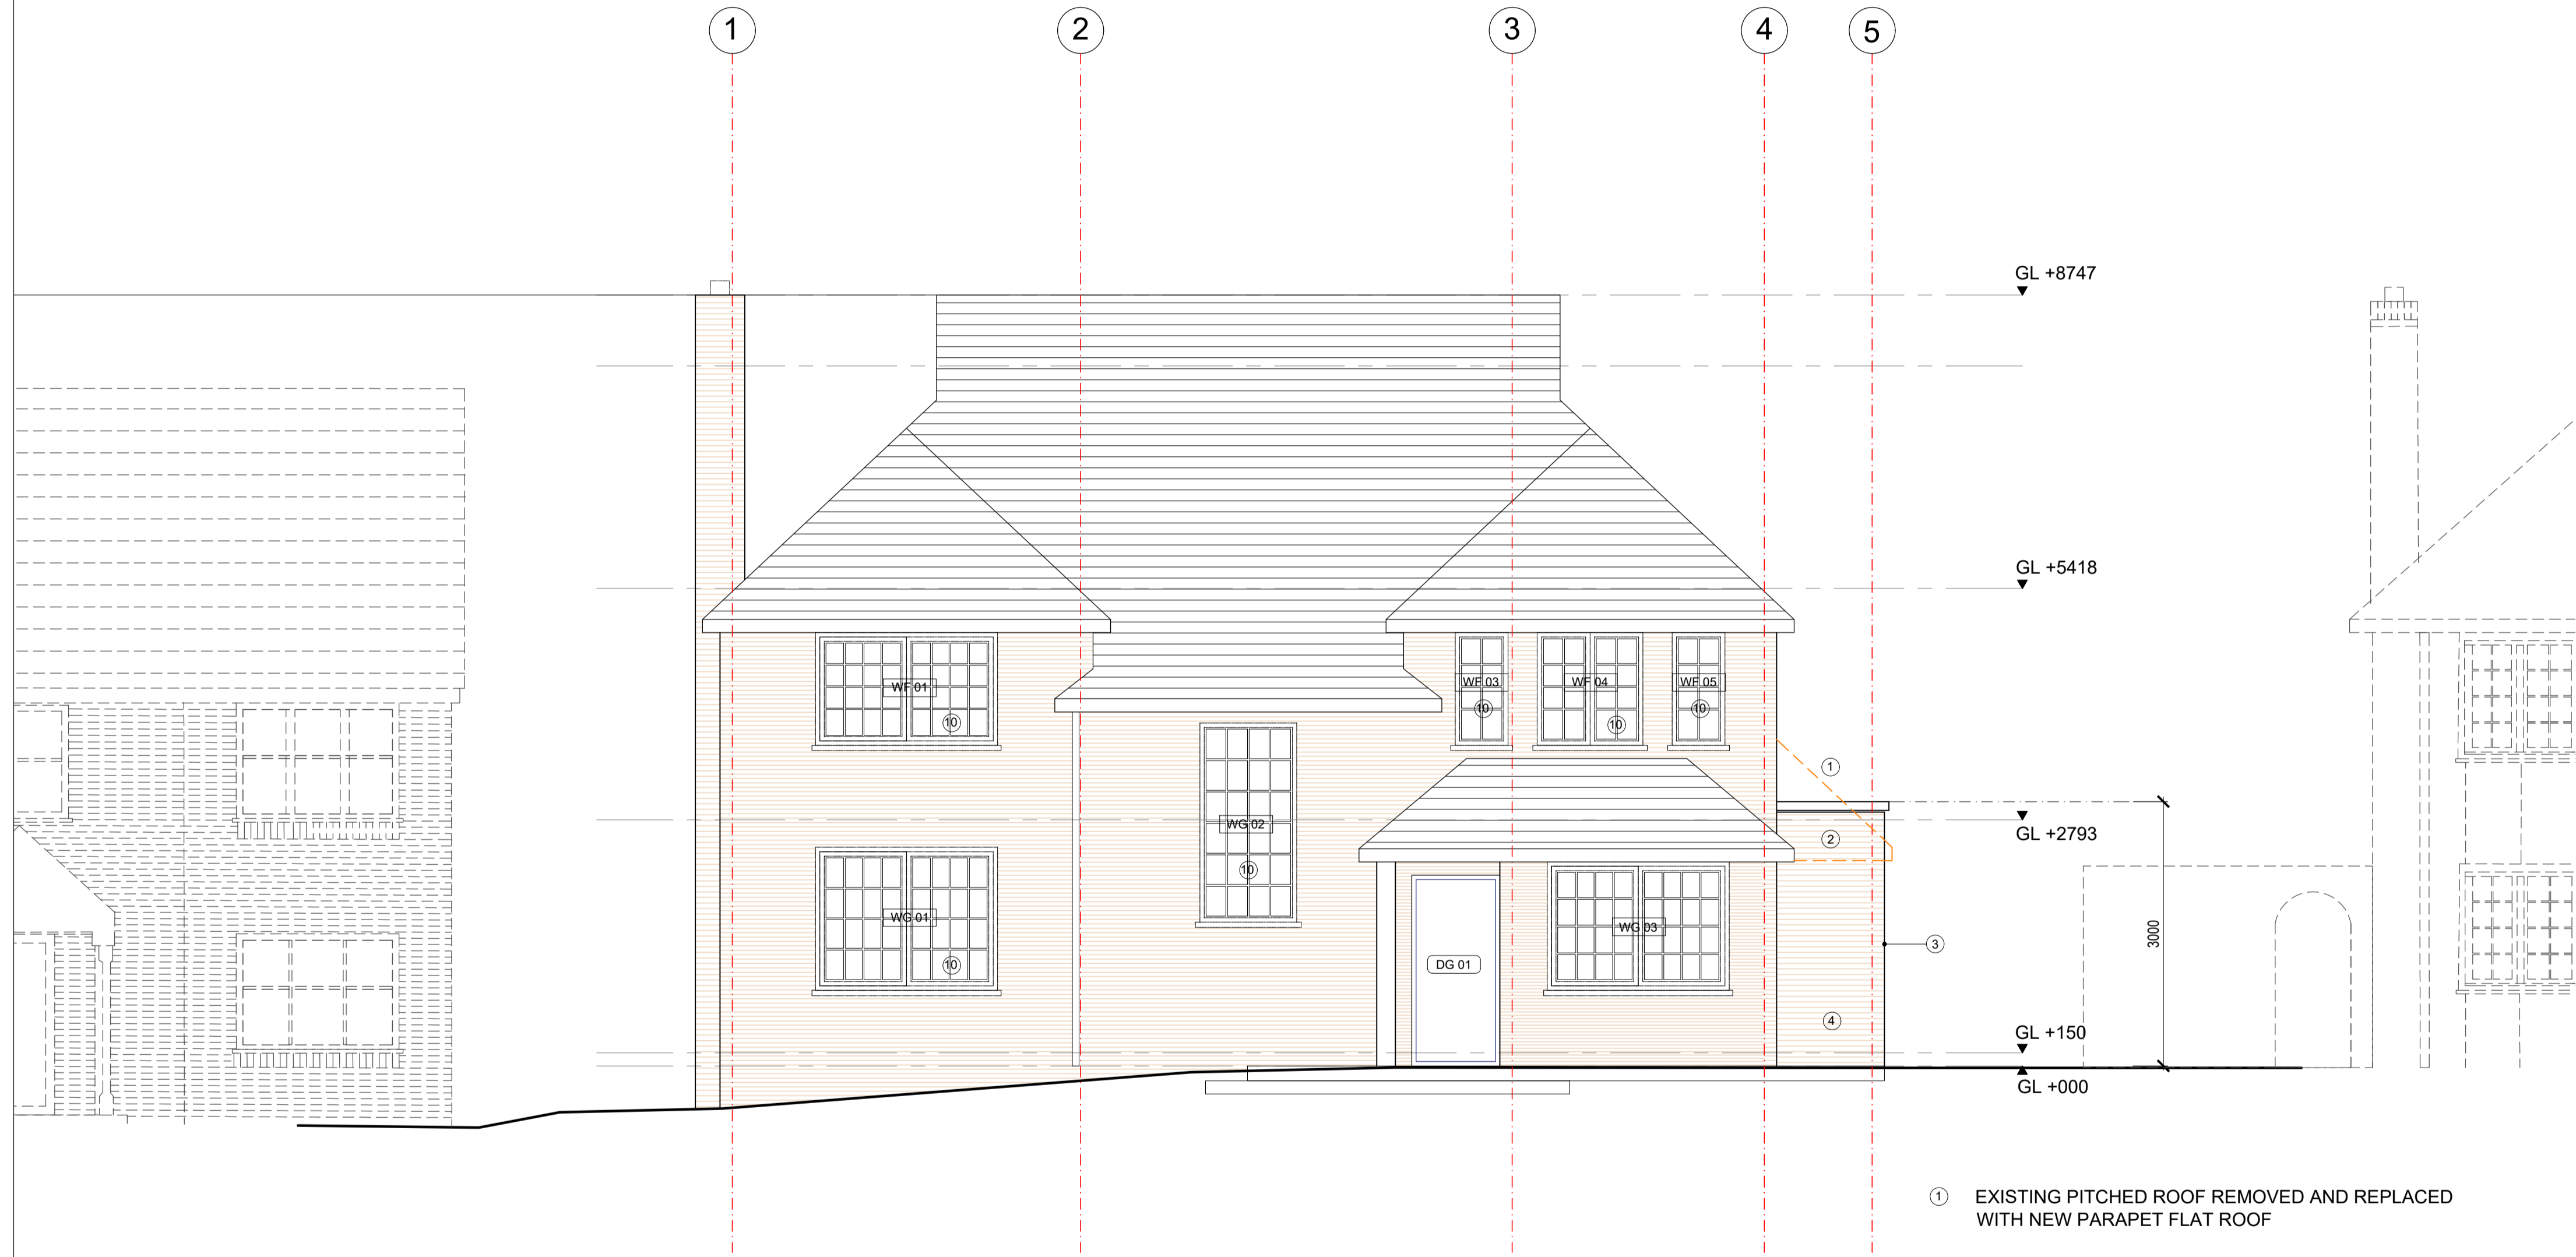 1 2 3 4 5
GL +8747
GL +5418
WF 01
10
WF 03
10
WF 04
10
WF 05
10
1
WG 02
10
2
GL +2793
WG 01
10
DG 01
WG 03
3
3000
4
GL +150
GL +000
1 EXISTING PITCHED ROOF REMOVED AND REPLACED
WITH NEW PARAPET FLAT ROOF